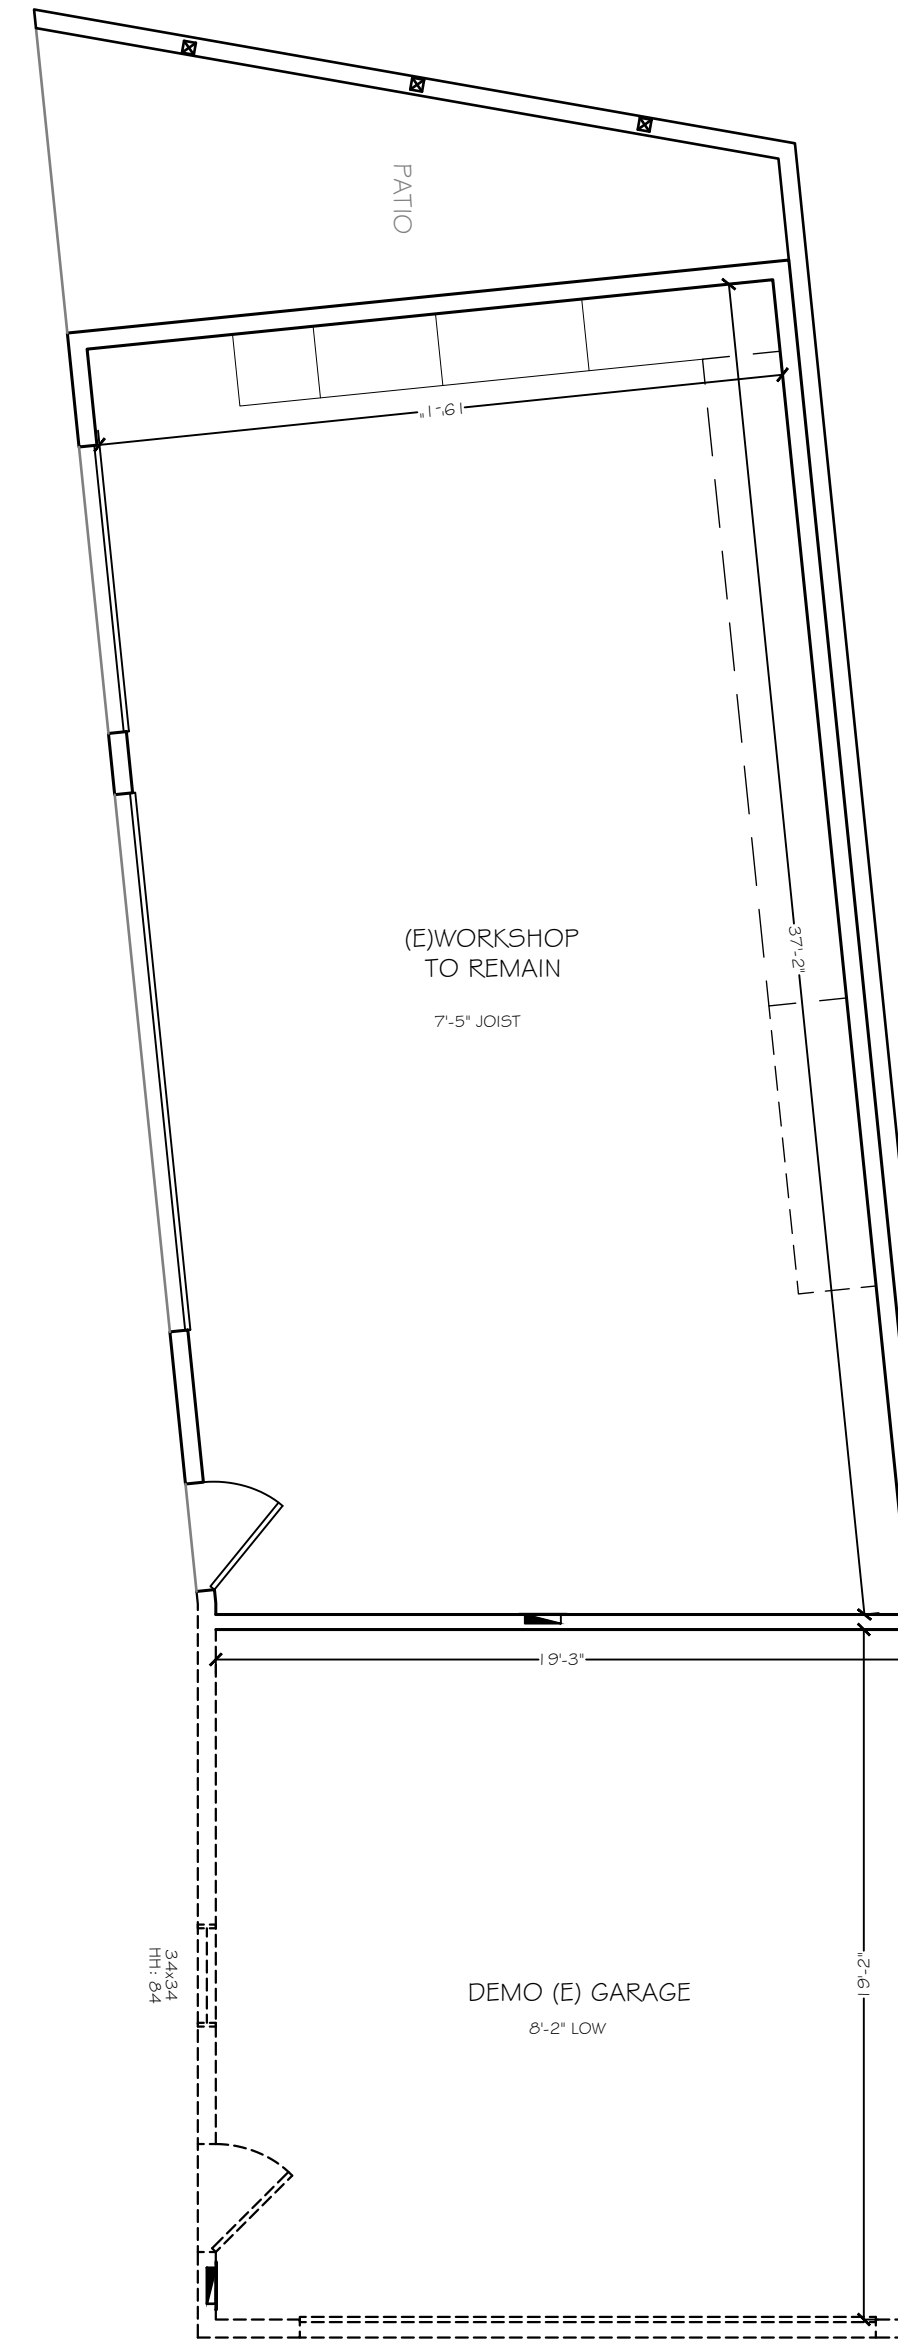 PATIO
19'-1"
(E)WORKSHOP
TO REMAIN
37'-2"
7'-5" JOIST
19'-3"
34x34
HH: 84
19'-2"
DEMO (E) GARAGE
8'-2" LOW